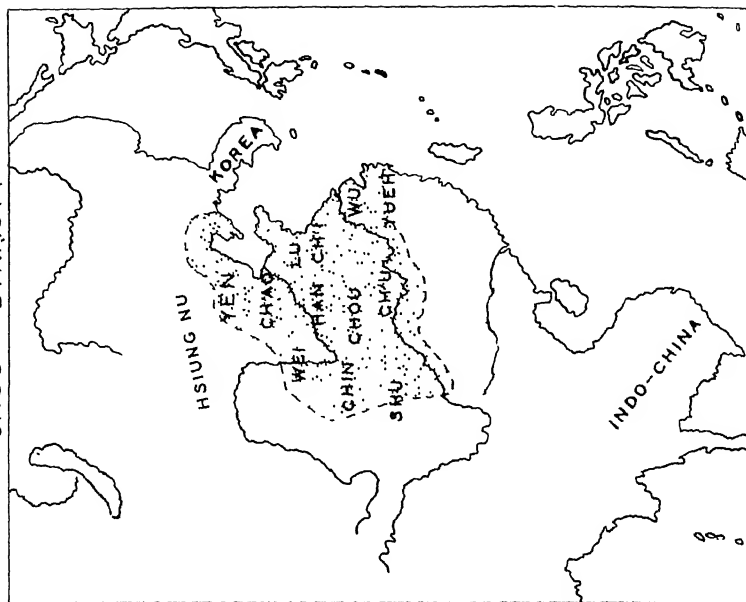 KOREA
HSIUNG NU
YEN
CHAO
LU
WEI
HAN
CH'I
WU
YUEH
CHIN
CHOU
CH'U
SHU
INDO-CHINA